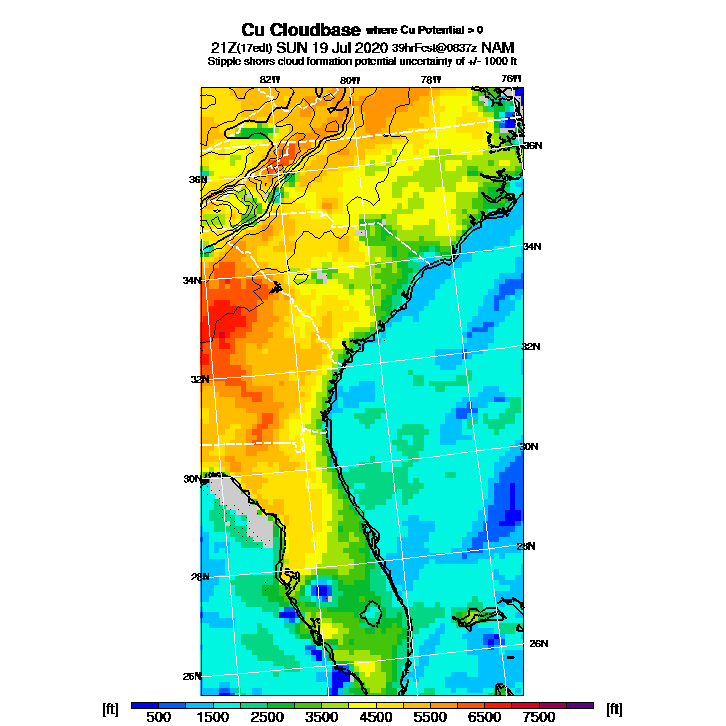 Cu Cloudbase where Cu Potential > 0
21Z(17edt) SUN 19 Jul 2020 39hrFcst@0837z NAM
Stipple shows cloud formation potential uncertainty of +/- 1000 ft
82W 80W 78W 76W
36N
36N
34N
34N
32N
32N
30N
30N
28N
28N
26N
26N
[ft] 500 1500 2500 3500 4500 5500 6500 7500 [ft]